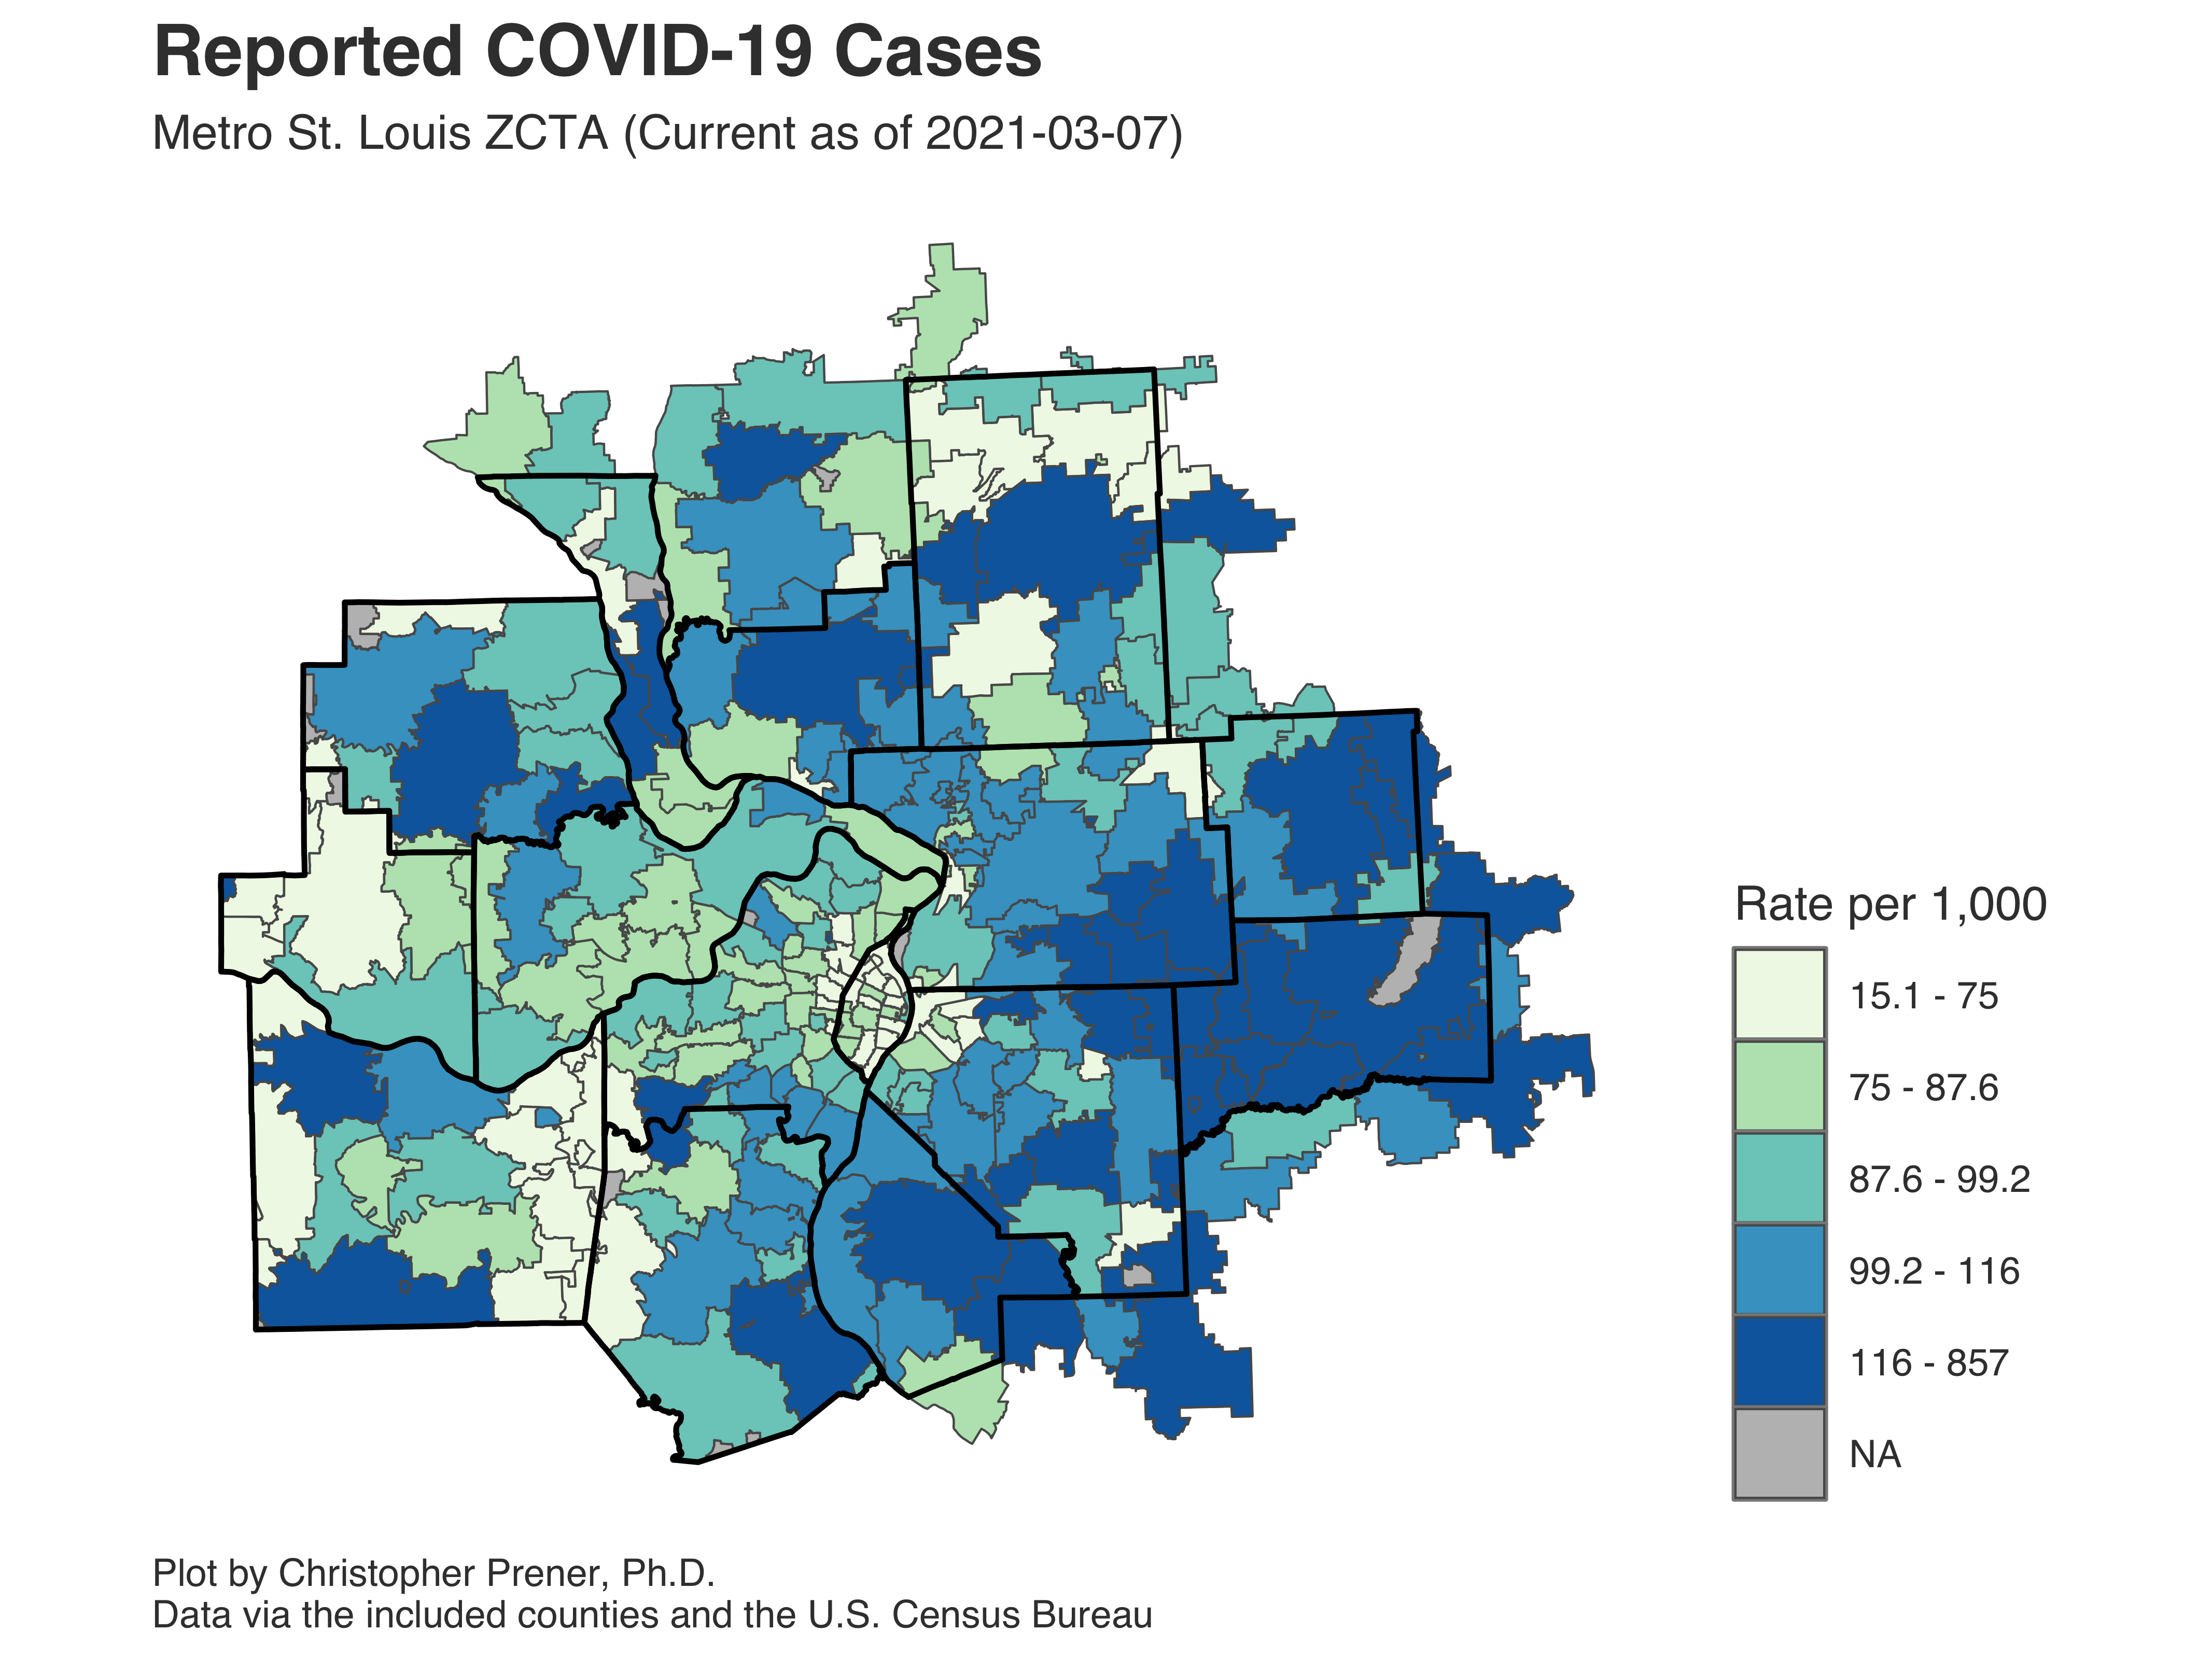 Reported COVID-19 Cases
Metro St. Louis ZCTA (Current as of 2021-03-07)
Rate per 1,000
15.1 - 75
75 - 87.6
87.6 - 99.2
99.2 - 116
116 - 857
NA
Plot by Christopher Prener, Ph.D.
Data via the included counties and the U.S. Census Bureau